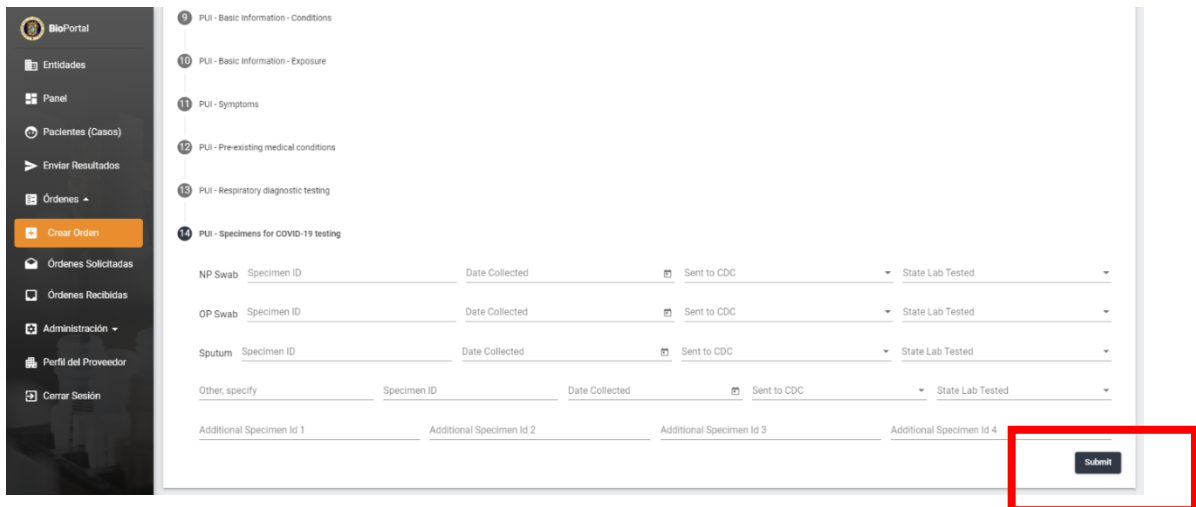 BioPortal
Entidades
Panel
Pacientes (Casos)
Enviar Resultados
Órdenes
Crear Orden
Órdenes Solicitadas
Órdenes Recibidas
Administración
Perfil del Proveedor
Cerrar Sesión
9 PUI - Basic Information - Conditions
10 PUI - Basic Information - Exposure
11 PUI - Symptoms
12 PUI - Pre-existing medical conditions
13 PUI - Respiratory diagnostic testing
14 PUI - Specimens for COVID-19 testing
NP Swab Specimen ID Date Collected Sent to CDC State Lab Tested
OP Swab Specimen ID Date Collected Sent to CDC State Lab Tested
Sputum Specimen ID Date Collected Sent to CDC State Lab Tested
Other, specify Specimen ID Date Collected Sent to CDC State Lab Tested
Additional Specimen Id 1 Additional Specimen Id 2 Additional Specimen Id 3 Additional Specimen Id 4
Submit